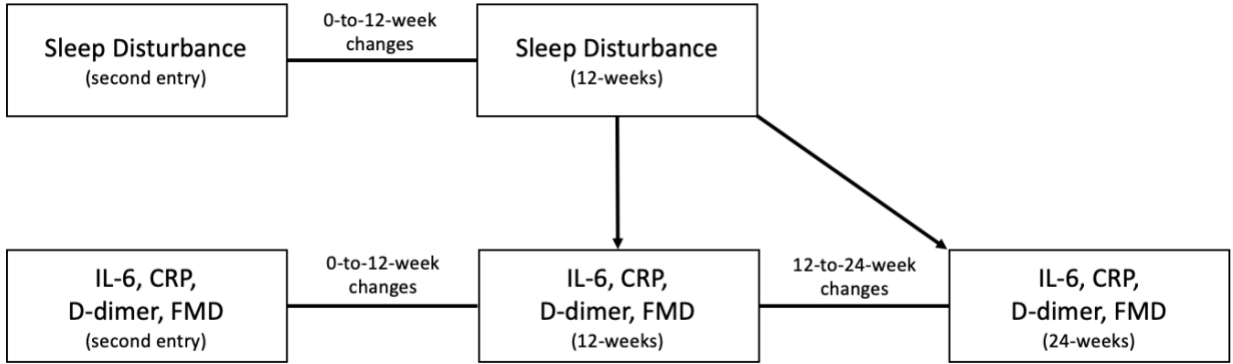 Sleep Disturbance
(second entry)
0-to-12-week
changes
Sleep Disturbance
(12-weeks)
IL-6, CRP,
D-dimer, FMD
(second entry)
0-to-12-week
changes
IL-6, CRP,
D-dimer, FMD
(12-weeks)
12-to-24-week
changes
IL-6, CRP,
D-dimer, FMD
(24-weeks)